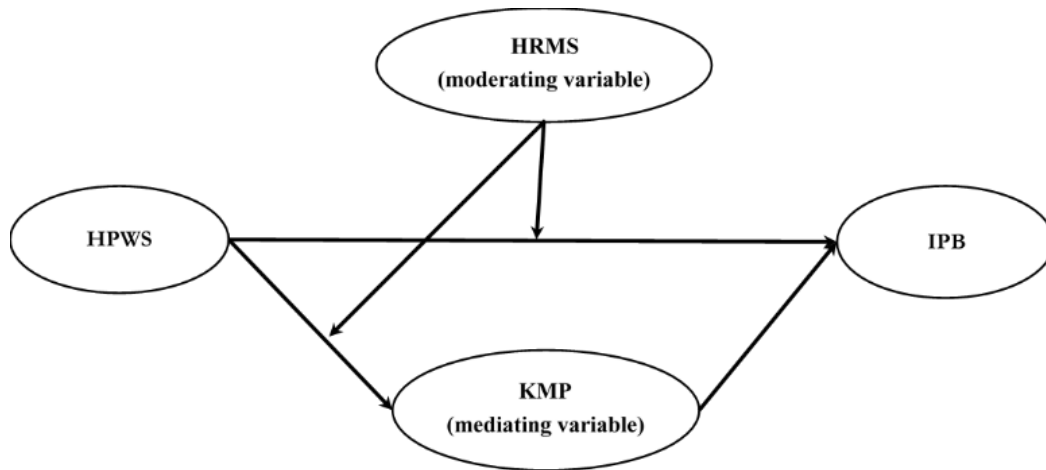 HRMS
(moderating variable)
HPWS
IPB
KMP
(mediating variable)